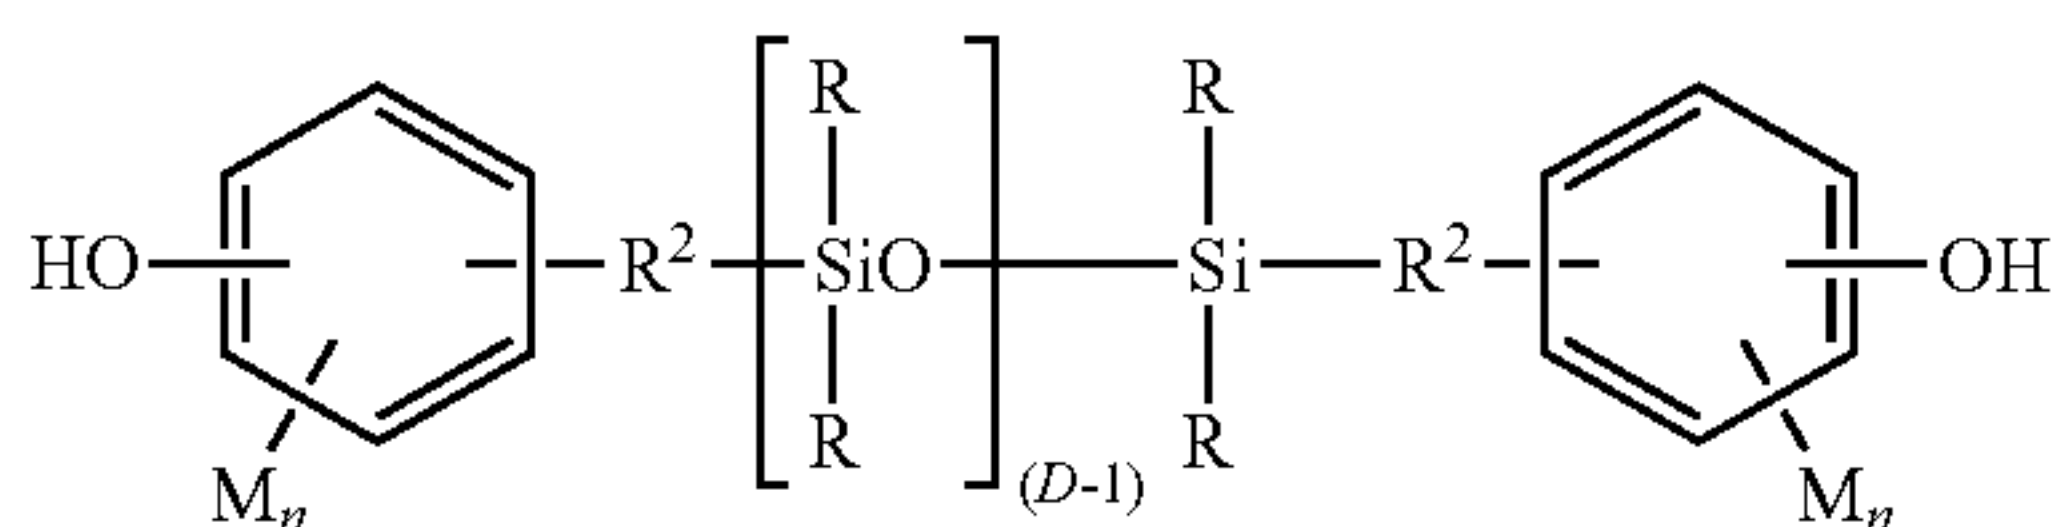 R R
HO R² SiO Si R² OH
R R
(D-1)
Mₙ Mₙ